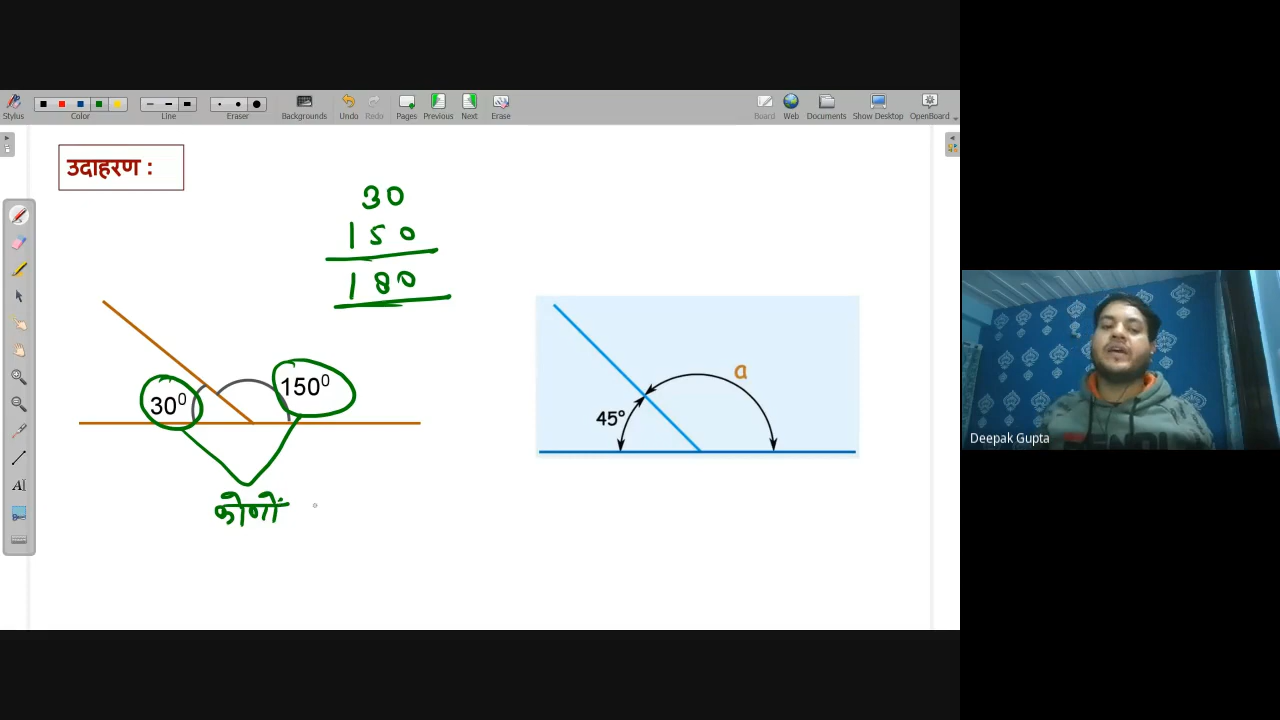 Stylus
Color
Line
Eraser
Backgrounds
Undo
Redo
Pages
Previous
Next
Erase
Board
Web
Documents
Show Desktop
OpenBoard
उदाहरण :
30
150
180
30⁰
150⁰
कोणों
45°
a
Deepak Gupta